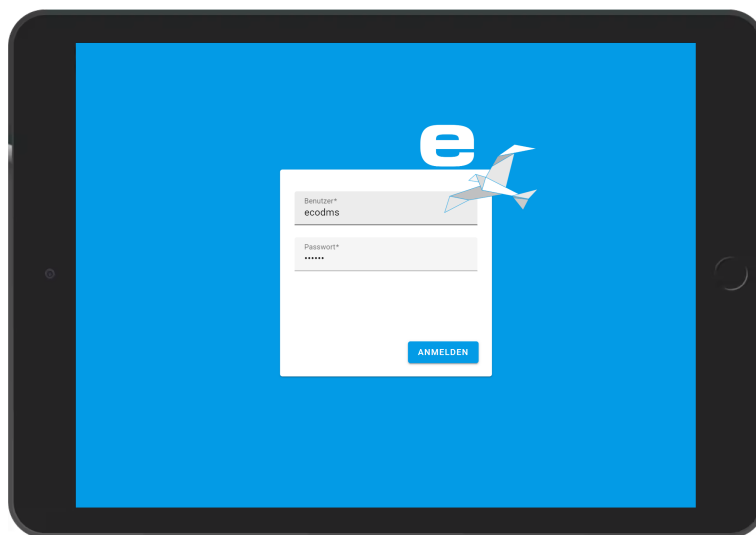 e
Benutzer*
ecodms
Passwort*
••••••
ANMELDEN